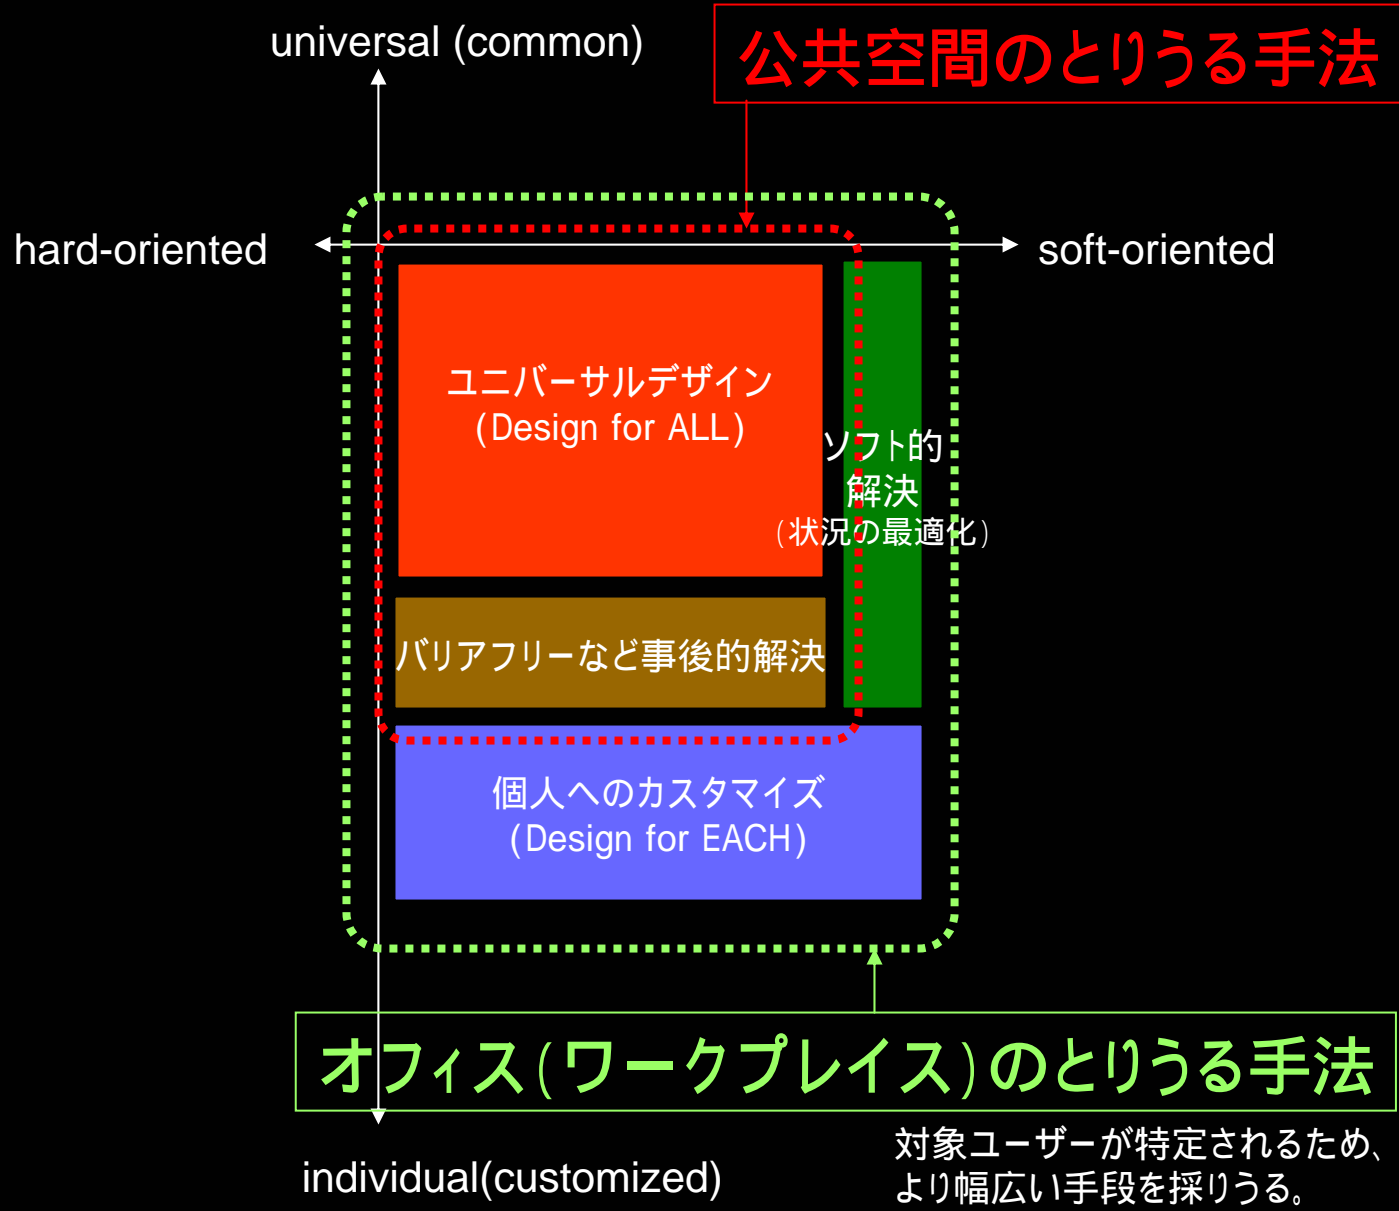 universal (common)
公共空間のとりうる手法
hard-oriented
soft-oriented
ユニバーサルデザイン
(Design for ALL)
ソフト的
解決
(状況の最適化)
バリアフリーなど事後的解決
個人へのカスタマイズ
(Design for EACH)
オフィス(ワークプレイス)のとりうる手法
対象ユーザーが特定されるため、
より幅広い手段を採りうる。
individual(customized)